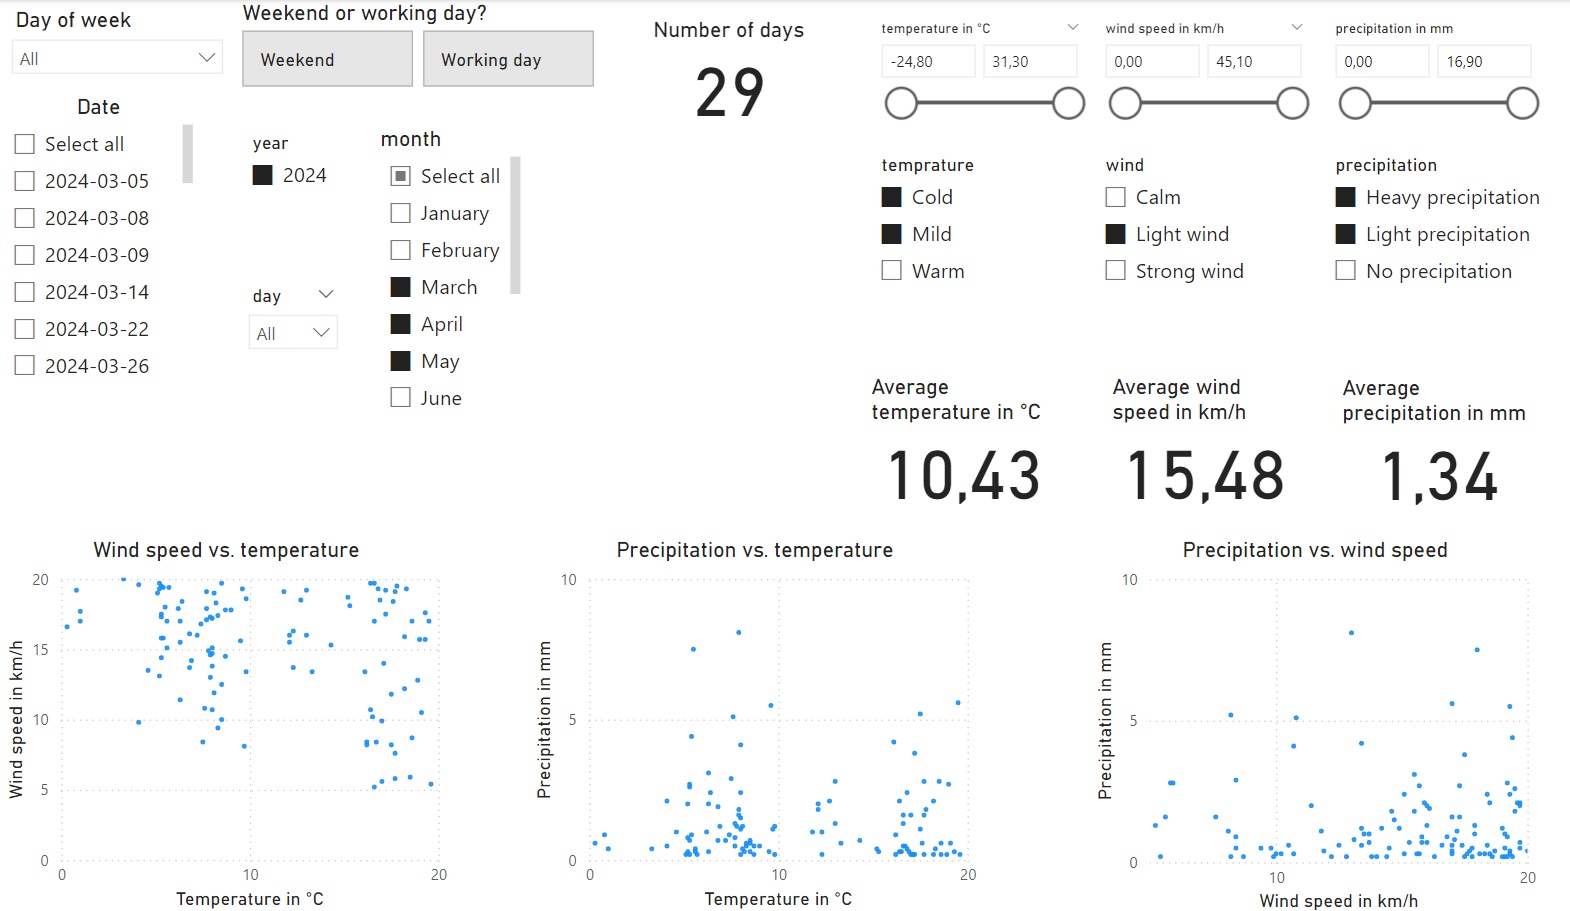 Day of week
All
Date
Select all
2024-03-05
2024-03-08
2024-03-09
2024-03-14
2024-03-22
2024-03-26
Weekend or working day?
Weekend
Working day
year
2024
day
All
month
Select all
January
February
March
April
May
June
Number of days
29
temperature in °C
-24,80
31,30
wind speed in km/h
0,00
45,10
precipitation in mm
0,00
16,90
temprature
Cold
Mild
Warm
wind
Calm
Light wind
Strong wind
precipitation
Heavy precipitation
Light precipitation
No precipitation
Average
temperature in °C
10,43
Average wind
speed in km/h
15,48
Average
precipitation in mm
1,34
Wind speed vs. temperature
Wind speed in km/h
20
15
10
5
0
0
10
20
Temperature in °C
Precipitation vs. temperature
Precipitation in mm
10
5
0
0
10
20
Temperature in °C
Precipitation vs. wind speed
Precipitation in mm
10
5
0
10
20
Wind speed in km/h